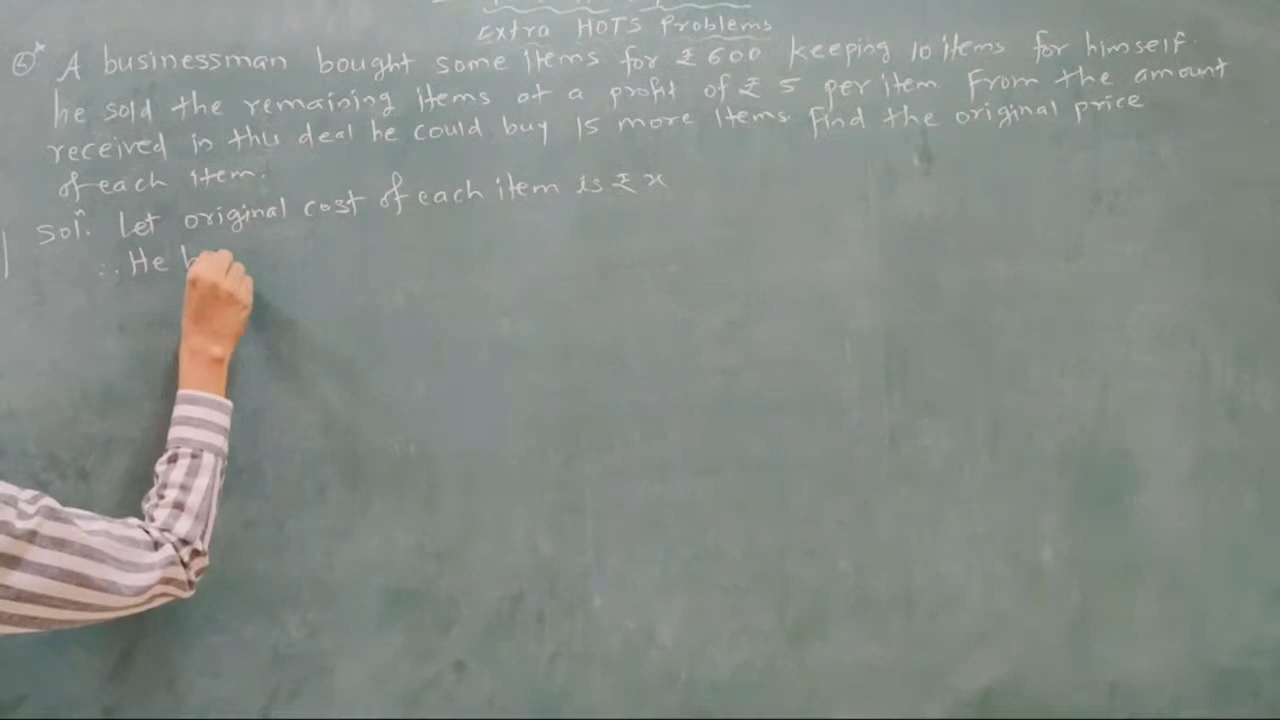 Extra HOTS Problems
6* A businessman bought some items for ₹ 600 keeping 10 items for himself
he sold the remaining items at a profit of ₹ 5 per item From the amount
received in this deal he could buy 15 more items Find the original price
of each item.
Solⁿ. Let original cost of each item is ₹ x
∴ He